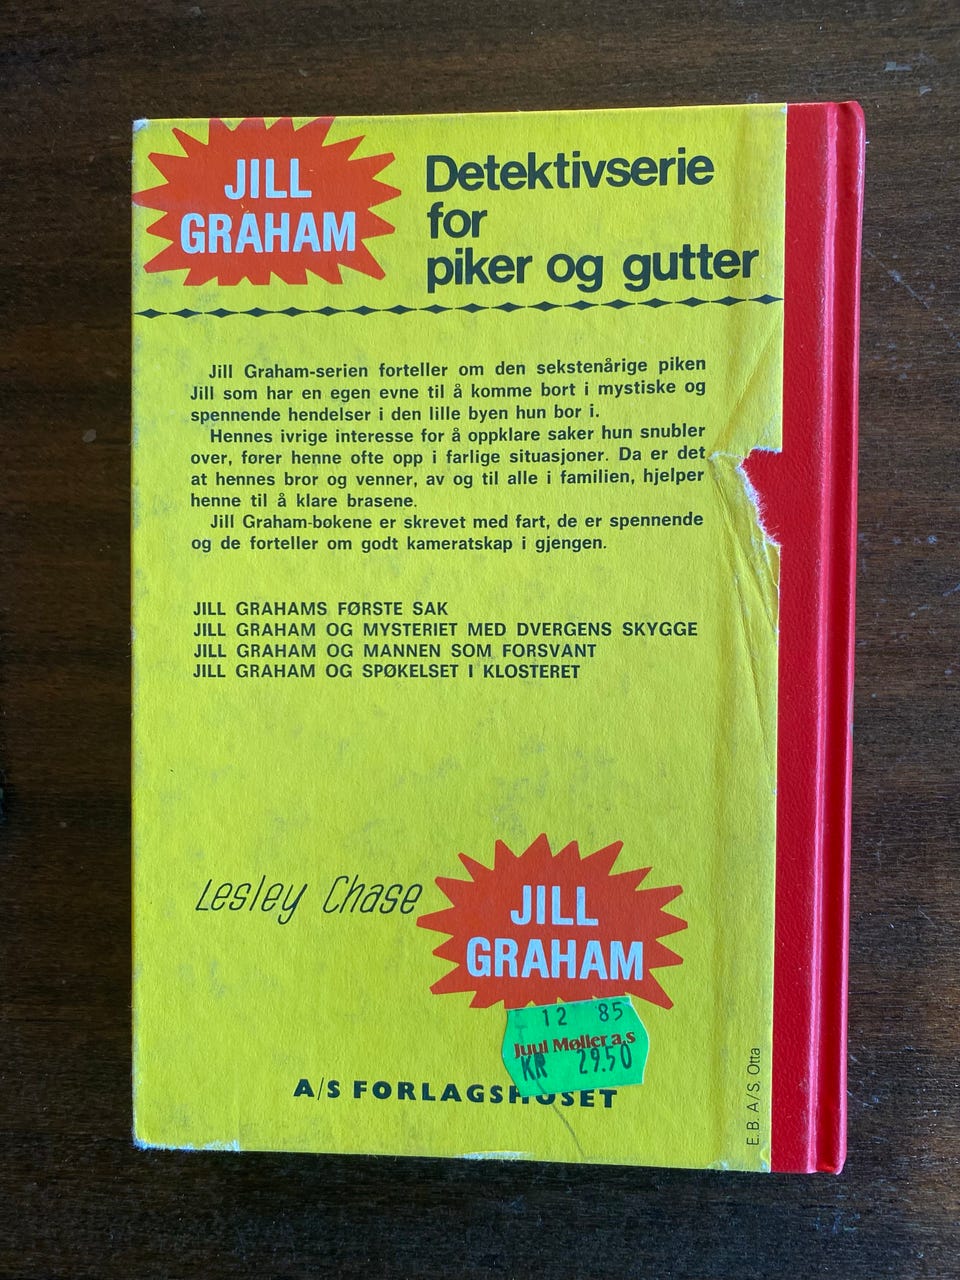 JILL
GRAHAM
Detektivserie
for
piker og gutter
Jill Graham-serien forteller om den sekstenårige piken
Jill som har en egen evne til å komme bort i mystiske og
spennende hendelser i den lille byen hun bor i.
Hennes ivrige interesse for å oppklare saker hun snubler
over, fører henne ofte opp i farlige situasjoner. Da er det
at hennes bror og venner, av og til alle i familien, hjelper
henne til å klare brasene.
Jill Graham-bøkene er skrevet med fart, de er spennende
og de forteller om godt kameratskap i gjengen.
JILL GRAHAMS FØRSTE SAK
JILL GRAHAM OG MYSTERIET MED DVERGENS SKYGGE
JILL GRAHAM OG MANNEN SOM FORSVANT
JILL GRAHAM OG SPØKELSET I KLOSTERET
Lesley Chase
JILL
GRAHAM
12 85
Juul Møller a.s
KR 29.50
A/S FORLAGSHUSET
E.B. A/S. Otta